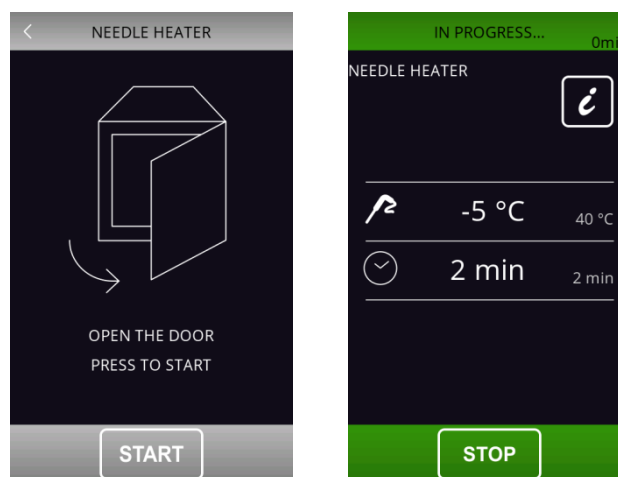 NEEDLE HEATER
OPEN THE DOOR
PRESS TO START
START
IN PROGRESS...
0mi
NEEDLE HEATER
i
-5 °C 40 °C
2 min 2 min
STOP